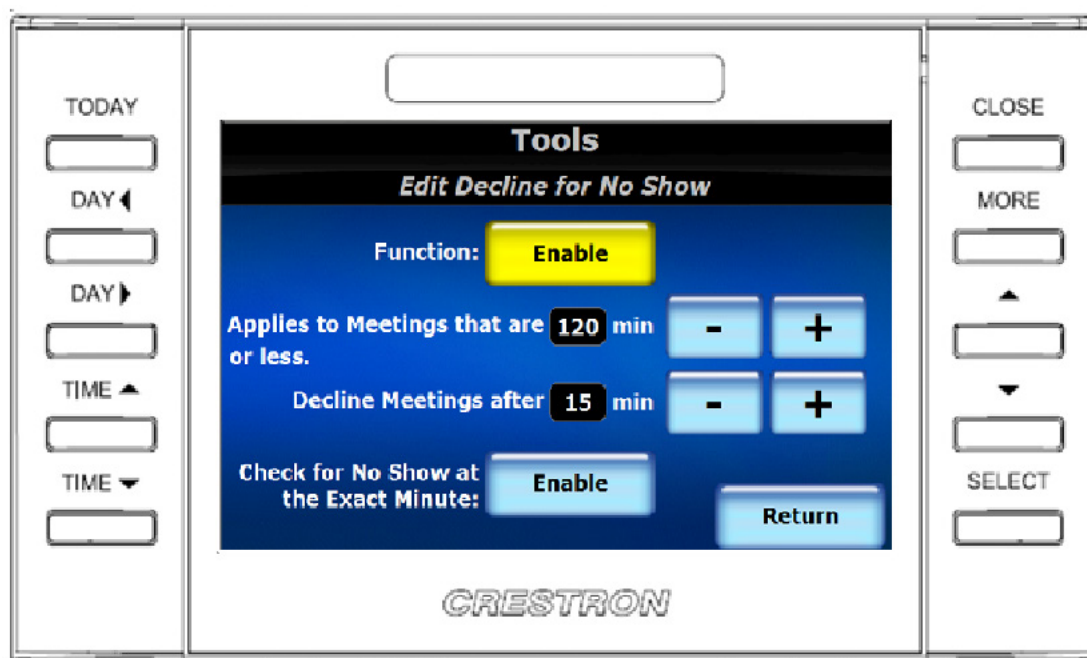 TODAY
DAY
DAY
TIME
TIME
Tools
Edit Decline for No Show
Function: Enable
Applies to Meetings that are 120 min - +
or less.
Decline Meetings after 15 min - +
Check for No Show at
the Exact Minute: Enable
Return
CRESTRON
CLOSE
MORE
SELECT